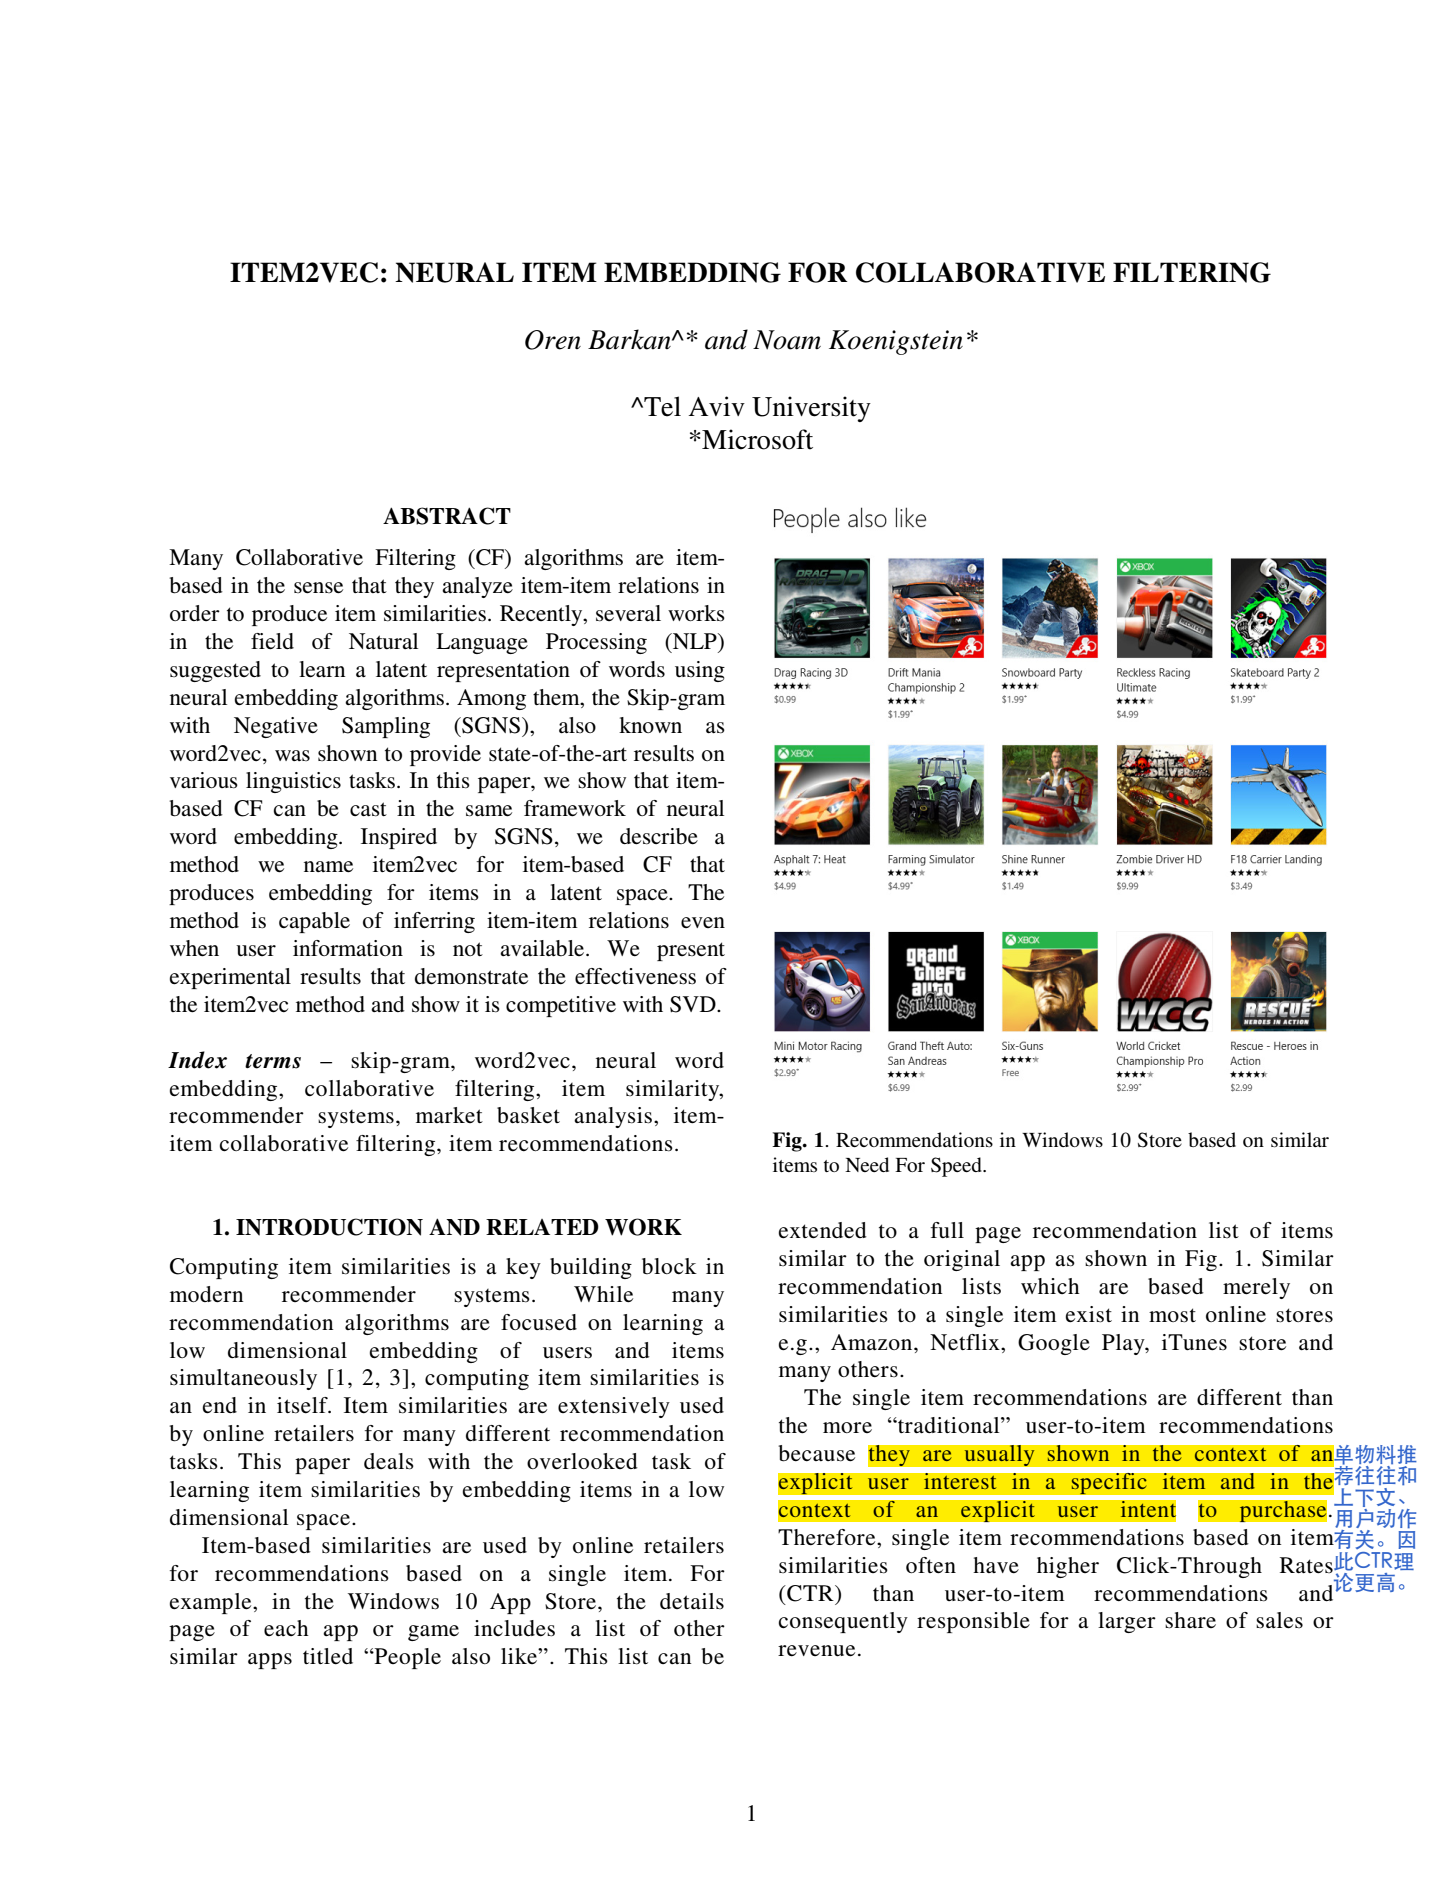 ITEM2VEC: NEURAL ITEM EMBEDDING FOR COLLABORATIVE FILTERING
Oren Barkan^* and Noam Koenigstein*
^Tel Aviv University
*Microsoft
ABSTRACT
Many Collaborative Filtering (CF) algorithms are item-
based in the sense that they analyze item-item relations in
order to produce item similarities. Recently, several works
in the field of Natural Language Processing (NLP)
suggested to learn a latent representation of words using
neural embedding algorithms. Among them, the Skip-gram
with Negative Sampling (SGNS), also known as
word2vec, was shown to provide state-of-the-art results on
various linguistics tasks. In this paper, we show that item-
based CF can be cast in the same framework of neural
word embedding. Inspired by SGNS, we describe a
method we name item2vec for item-based CF that
produces embedding for items in a latent space. The
method is capable of inferring item-item relations even
when user information is not available. We present
experimental results that demonstrate the effectiveness of
the item2vec method and show it is competitive with SVD.
Index terms – skip-gram, word2vec, neural word
embedding, collaborative filtering, item similarity,
recommender systems, market basket analysis, item-
item collaborative filtering, item recommendations.
1. INTRODUCTION AND RELATED WORK
Computing item similarities is a key building block in
modern recommender systems. While many
recommendation algorithms are focused on learning a
low dimensional embedding of users and items
simultaneously [1, 2, 3], computing item similarities is
an end in itself. Item similarities are extensively used
by online retailers for many different recommendation
tasks. This paper deals with the overlooked task of
learning item similarities by embedding items in a low
dimensional space.
Item-based similarities are used by online retailers
for recommendations based on a single item. For
example, in the Windows 10 App Store, the details
page of each app or game includes a list of other
similar apps titled “People also like”. This list can be
People also like
DRAG RACING 3D
XBOX
RECKLESS
Drag Racing 3D
$0.99
Drift Mania
Championship 2
$1.99*
Snowboard Party
$1.99*
Reckless Racing
Ultimate
$4.99
Skateboard Party 2
$1.99*
XBOX
7
ZOMBIE DRIVER HD
Asphalt 7: Heat
$4.99
Farming Simulator
$4.99*
Shine Runner
$1.49
Zombie Driver HD
$9.99
F18 Carrier Landing
$3.49
grand
theft
auto
San Andreas
XBOX
WCC
RESCUE
HEROES IN ACTION
Mini Motor Racing
$2.99*
Grand Theft Auto:
San Andreas
$6.99
Six-Guns
Free
World Cricket
Championship Pro
$2.99*
Rescue - Heroes in
Action
$2.99
Fig. 1. Recommendations in Windows 10 Store based on similar
items to Need For Speed.
extended to a full page recommendation list of items
similar to the original app as shown in Fig. 1. Similar
recommendation lists which are based merely on
similarities to a single item exist in most online stores
e.g., Amazon, Netflix, Google Play, iTunes store and
many others.
The single item recommendations are different than
the more “traditional” user-to-item recommendations
because they are usually shown in the context of an
explicit user interest in a specific item and in the
context of an explicit user intent to purchase.
Therefore, single item recommendations based on item
similarities often have higher Click-Through Rates
(CTR) than user-to-item recommendations and
consequently responsible for a larger share of sales or
revenue.
单物料推
荐往往和
上下文、
用户动作
有关。因
此CTR理
论更高。
1